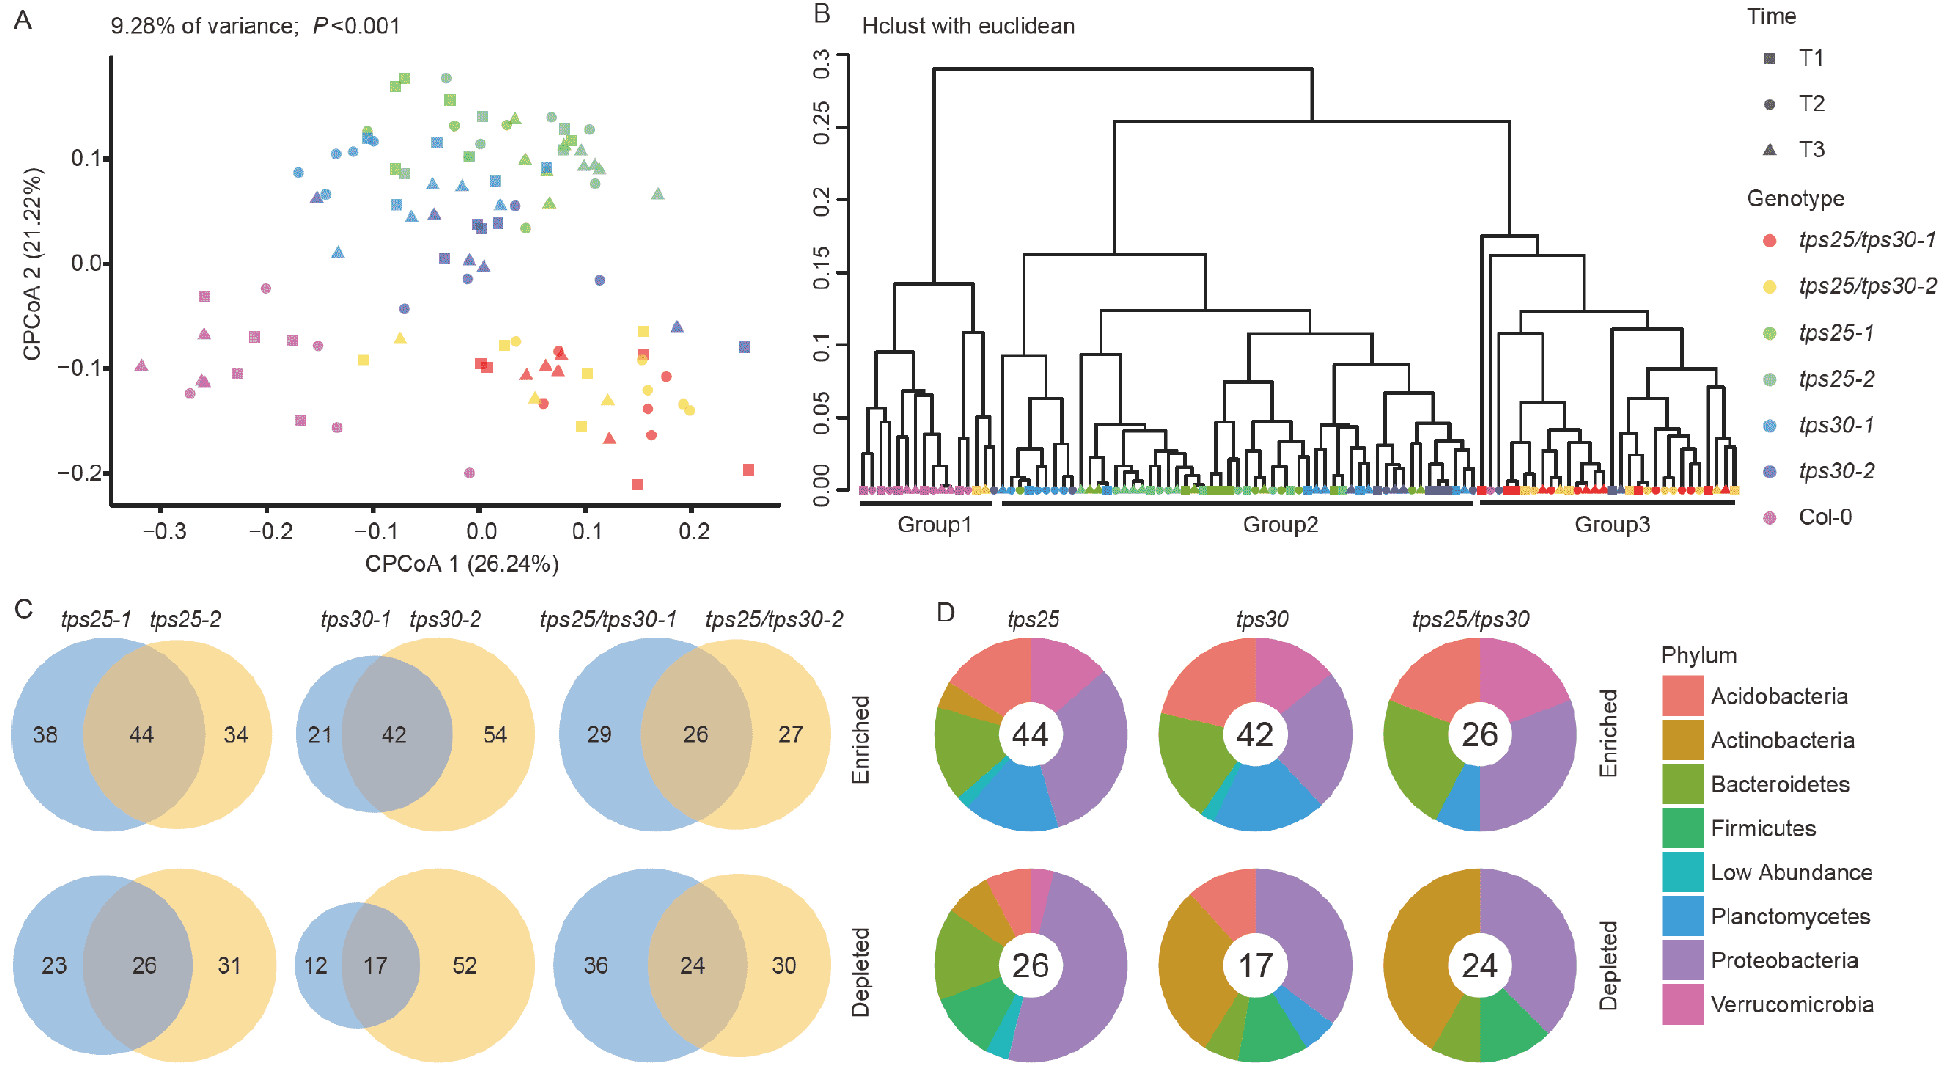 A
9.28% of variance; P<0.001
CPCoA 2 (21.22%)
0.1
0.0
−0.1
−0.2
−0.3 −0.2 −0.1 0.0 0.1 0.2
CPCoA 1 (26.24%)
B
Hclust with euclidean
0.3
0.25
0.2
0.15
0.1
0.05
0.00
Group1 Group2 Group3
Time
T1
T2
T3
Genotype
tps25/tps30-1
tps25/tps30-2
tps25-1
tps25-2
tps30-1
tps30-2
Col-0
C
tps25-1 tps25-2 tps30-1 tps30-2 tps25/tps30-1 tps25/tps30-2
38 44 34 21 42 54 29 26 27
Enriched
23 26 31 12 17 52 36 24 30
Depleted
D
tps25 tps30 tps25/tps30
44 42 26
Enriched
26 17 24
Depleted
Phylum
Acidobacteria
Actinobacteria
Bacteroidetes
Firmicutes
Low Abundance
Planctomycetes
Proteobacteria
Verrucomicrobia